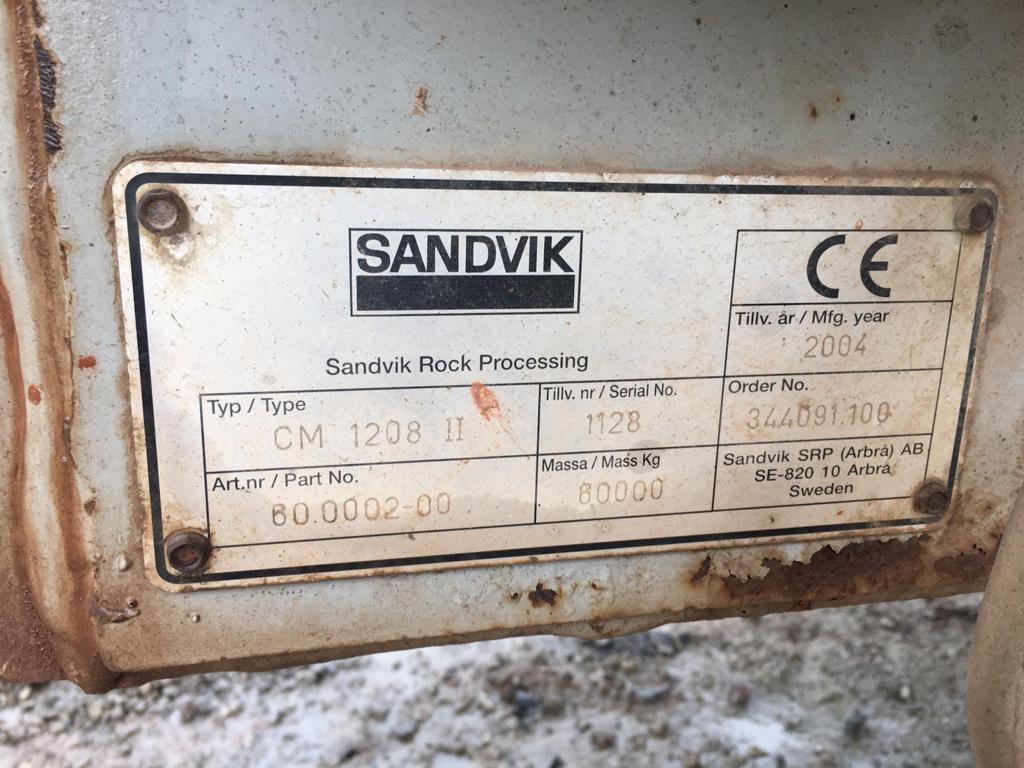 SANDVIK
Sandvik Rock Processing
CE
Tillv. år / Mfg. year
2004
Typ / Type
CM 1208 II
Tillv. nr / Serial No.
1128
Order No.
344091.100
Art.nr / Part No.
60.0002-00
Massa / Mass Kg
60000
Sandvik SRP (Arbrå) AB
SE-820 10 Arbrå
Sweden